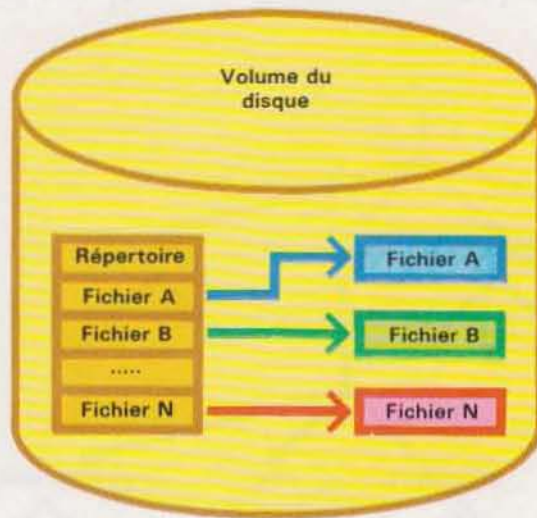 Volume du
disque
Répertoire
Fichier A
Fichier B
.....
Fichier N
Fichier A
Fichier B
Fichier N